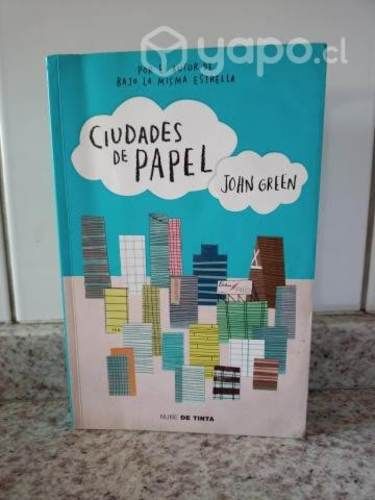 yapo.cl
POR EL AUTOR DE
BAJO LA MISMA ESTRELLA
CIUDADES
DE PAPEL
JOHN GREEN
NUBE DE TINTA